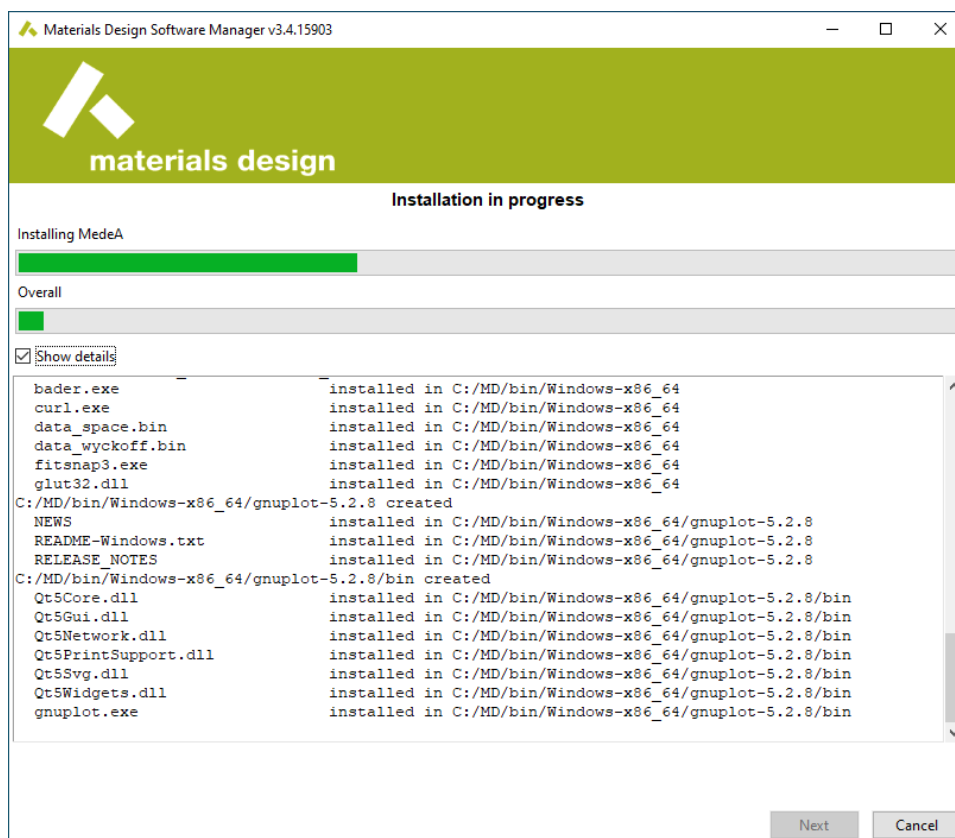 Materials Design Software Manager v3.4.15903
materials design
Installation in progress
Installing MedeA
Overall
Show details
bader.exe installed in C:/MD/bin/Windows-x86_64
curl.exe installed in C:/MD/bin/Windows-x86_64
data_space.bin installed in C:/MD/bin/Windows-x86_64
data_wyckoff.bin installed in C:/MD/bin/Windows-x86_64
fitsnap3.exe installed in C:/MD/bin/Windows-x86_64
glut32.dll installed in C:/MD/bin/Windows-x86_64
C:/MD/bin/Windows-x86_64/gnuplot-5.2.8 created
NEWS installed in C:/MD/bin/Windows-x86_64/gnuplot-5.2.8
README-Windows.txt installed in C:/MD/bin/Windows-x86_64/gnuplot-5.2.8
RELEASE_NOTES installed in C:/MD/bin/Windows-x86_64/gnuplot-5.2.8
C:/MD/bin/Windows-x86_64/gnuplot-5.2.8/bin created
Qt5Core.dll installed in C:/MD/bin/Windows-x86_64/gnuplot-5.2.8/bin
Qt5Gui.dll installed in C:/MD/bin/Windows-x86_64/gnuplot-5.2.8/bin
Qt5Network.dll installed in C:/MD/bin/Windows-x86_64/gnuplot-5.2.8/bin
Qt5PrintSupport.dll installed in C:/MD/bin/Windows-x86_64/gnuplot-5.2.8/bin
Qt5Svg.dll installed in C:/MD/bin/Windows-x86_64/gnuplot-5.2.8/bin
Qt5Widgets.dll installed in C:/MD/bin/Windows-x86_64/gnuplot-5.2.8/bin
gnuplot.exe installed in C:/MD/bin/Windows-x86_64/gnuplot-5.2.8/bin
Next Cancel